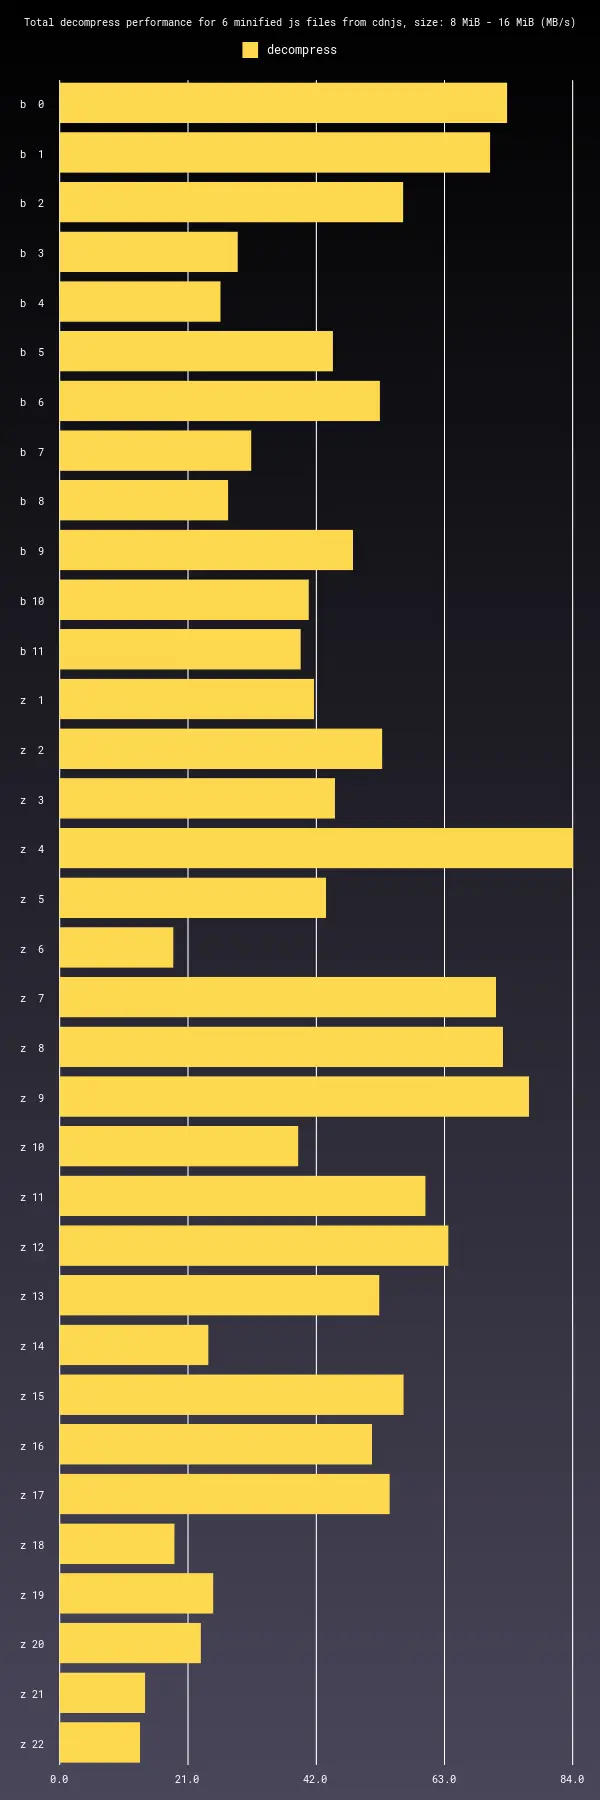 Total decompress performance for 6 minified js files from cdnjs, size: 8 MiB - 16 MiB (MB/s)
decompress
b  0
b  1
b  2
b  3
b  4
b  5
b  6
b  7
b  8
b  9
b 10
b 11
z  1
z  2
z  3
z  4
z  5
z  6
z  7
z  8
z  9
z 10
z 11
z 12
z 13
z 14
z 15
z 16
z 17
z 18
z 19
z 20
z 21
z 22
0.0 21.0 42.0 63.0 84.0